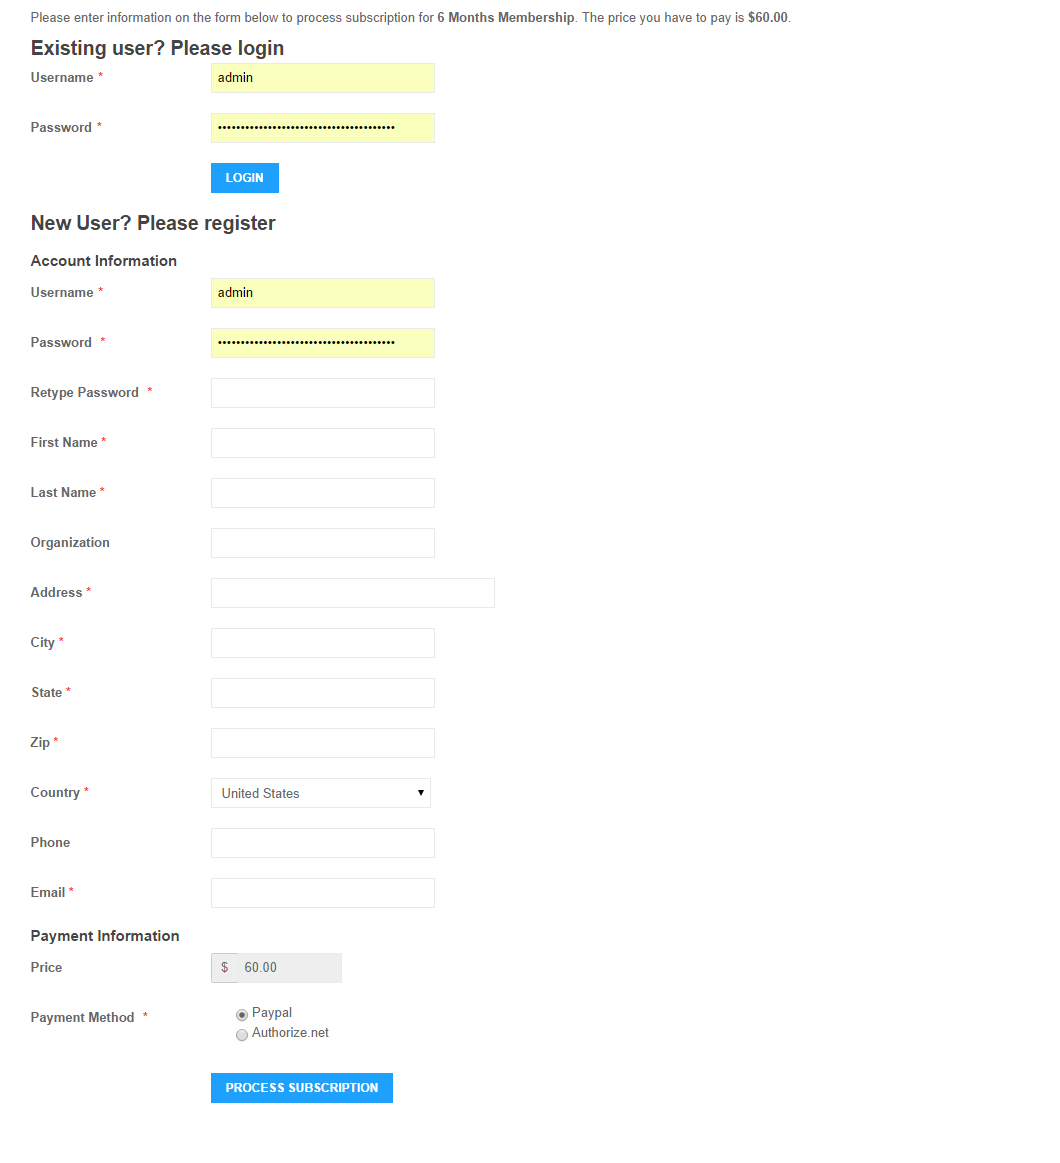 Please enter information on the form below to process subscription for 6 Months Membership. The price you have to pay is $60.00.
Existing user? Please login
Username * admin
Password * •••••••••••••••••••••••••••••••••••••••
LOGIN
New User? Please register
Account Information
Username * admin
Password * •••••••••••••••••••••••••••••••••••••••
Retype Password *
First Name *
Last Name *
Organization
Address *
City *
State *
Zip *
Country * United States
Phone
Email *
Payment Information
Price $ 60.00
Payment Method * Paypal
Authorize.net
PROCESS SUBSCRIPTION